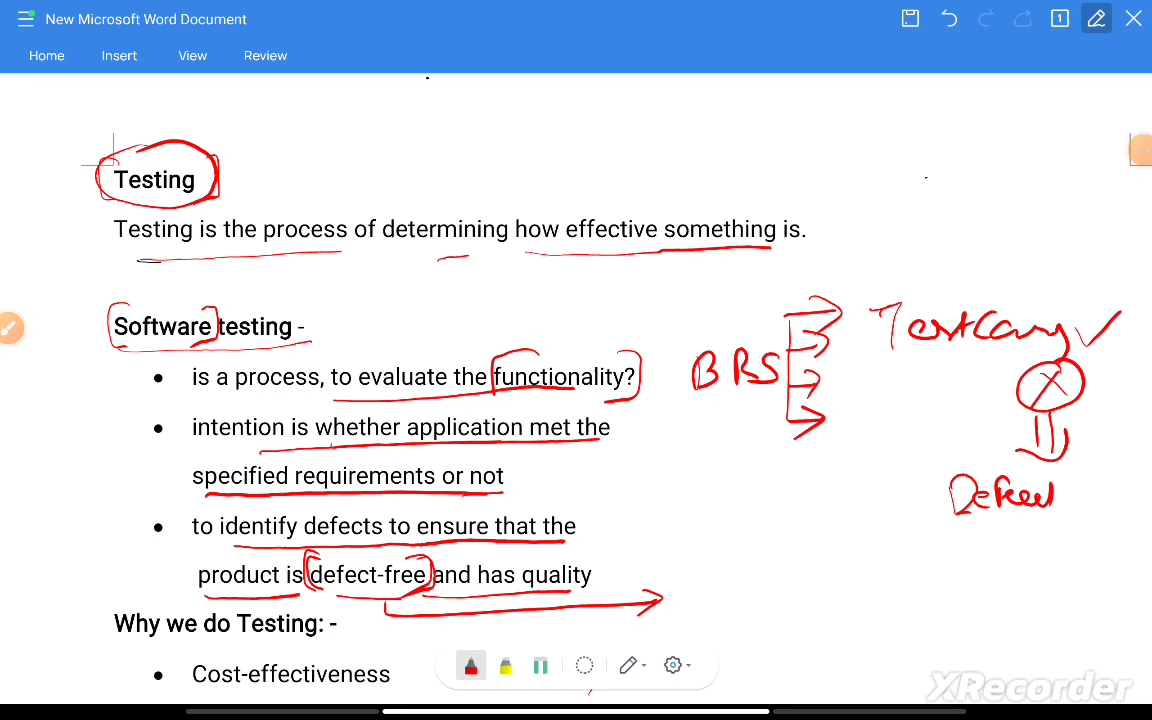 New Microsoft Word Document
1
Home Insert View Review
Testing
Testing is the process of determining how effective something is.
Software testing -
is a process, to evaluate the functionality?
intention is whether application met the
specified requirements or not
to identify defects to ensure that the
product is defect-free and has quality
BRS
Why we do Testing: -
Cost-effectiveness
XRecorder